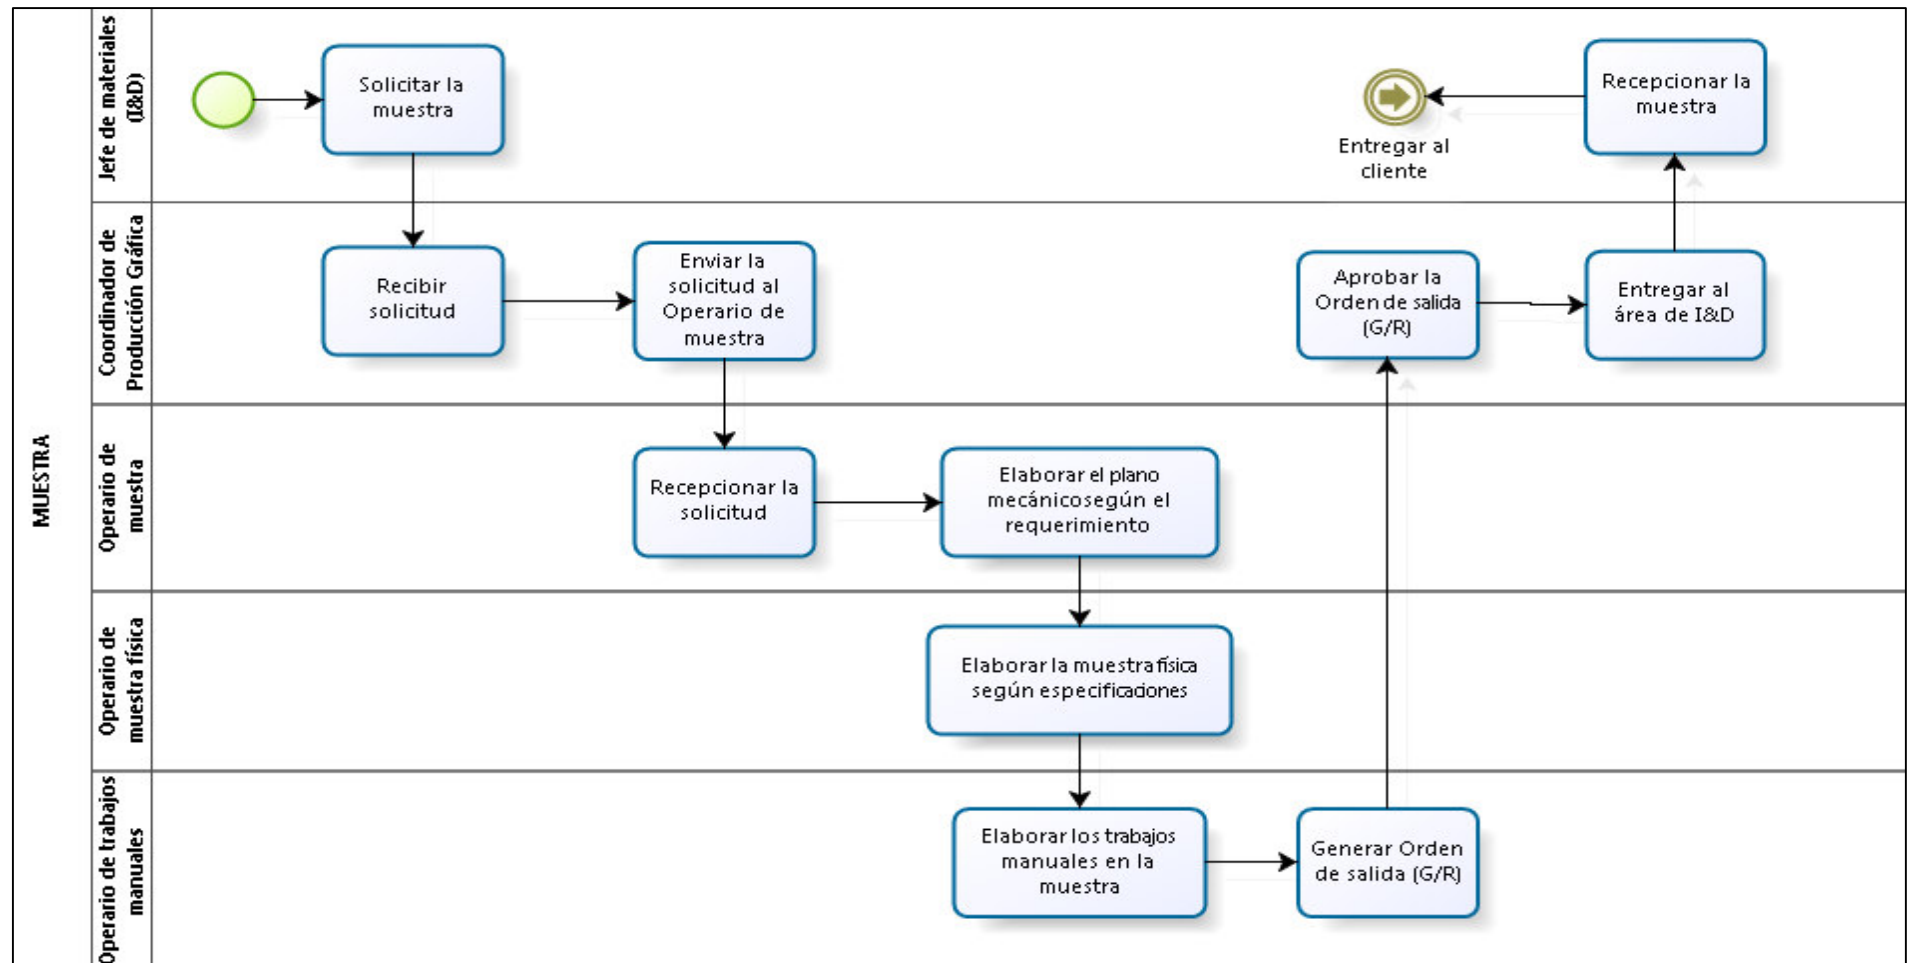 MUESTRA
Jefe de materiales
(I&D)
Solicitar la
muestra
Entregar al
cliente
Recepcionar la
muestra
Coordinador de
Producción Gráfica
Recibir
solicitud
Enviar la
solicitud al
Operario de
muestra
Aprobar la
Orden de salida
(G/R)
Entregar al
área de I&D
Operario de
muestra
Recepcionar la
solicitud
Elaborar el plano
mecánicosegún el
requerimiento
Operario de
muestra física
Elaborar la muestra física
según especificaciones
Operario de trabajos
manuales
Elaborar los trabajos
manuales en la
muestra
Generar Orden
de salida (G/R)